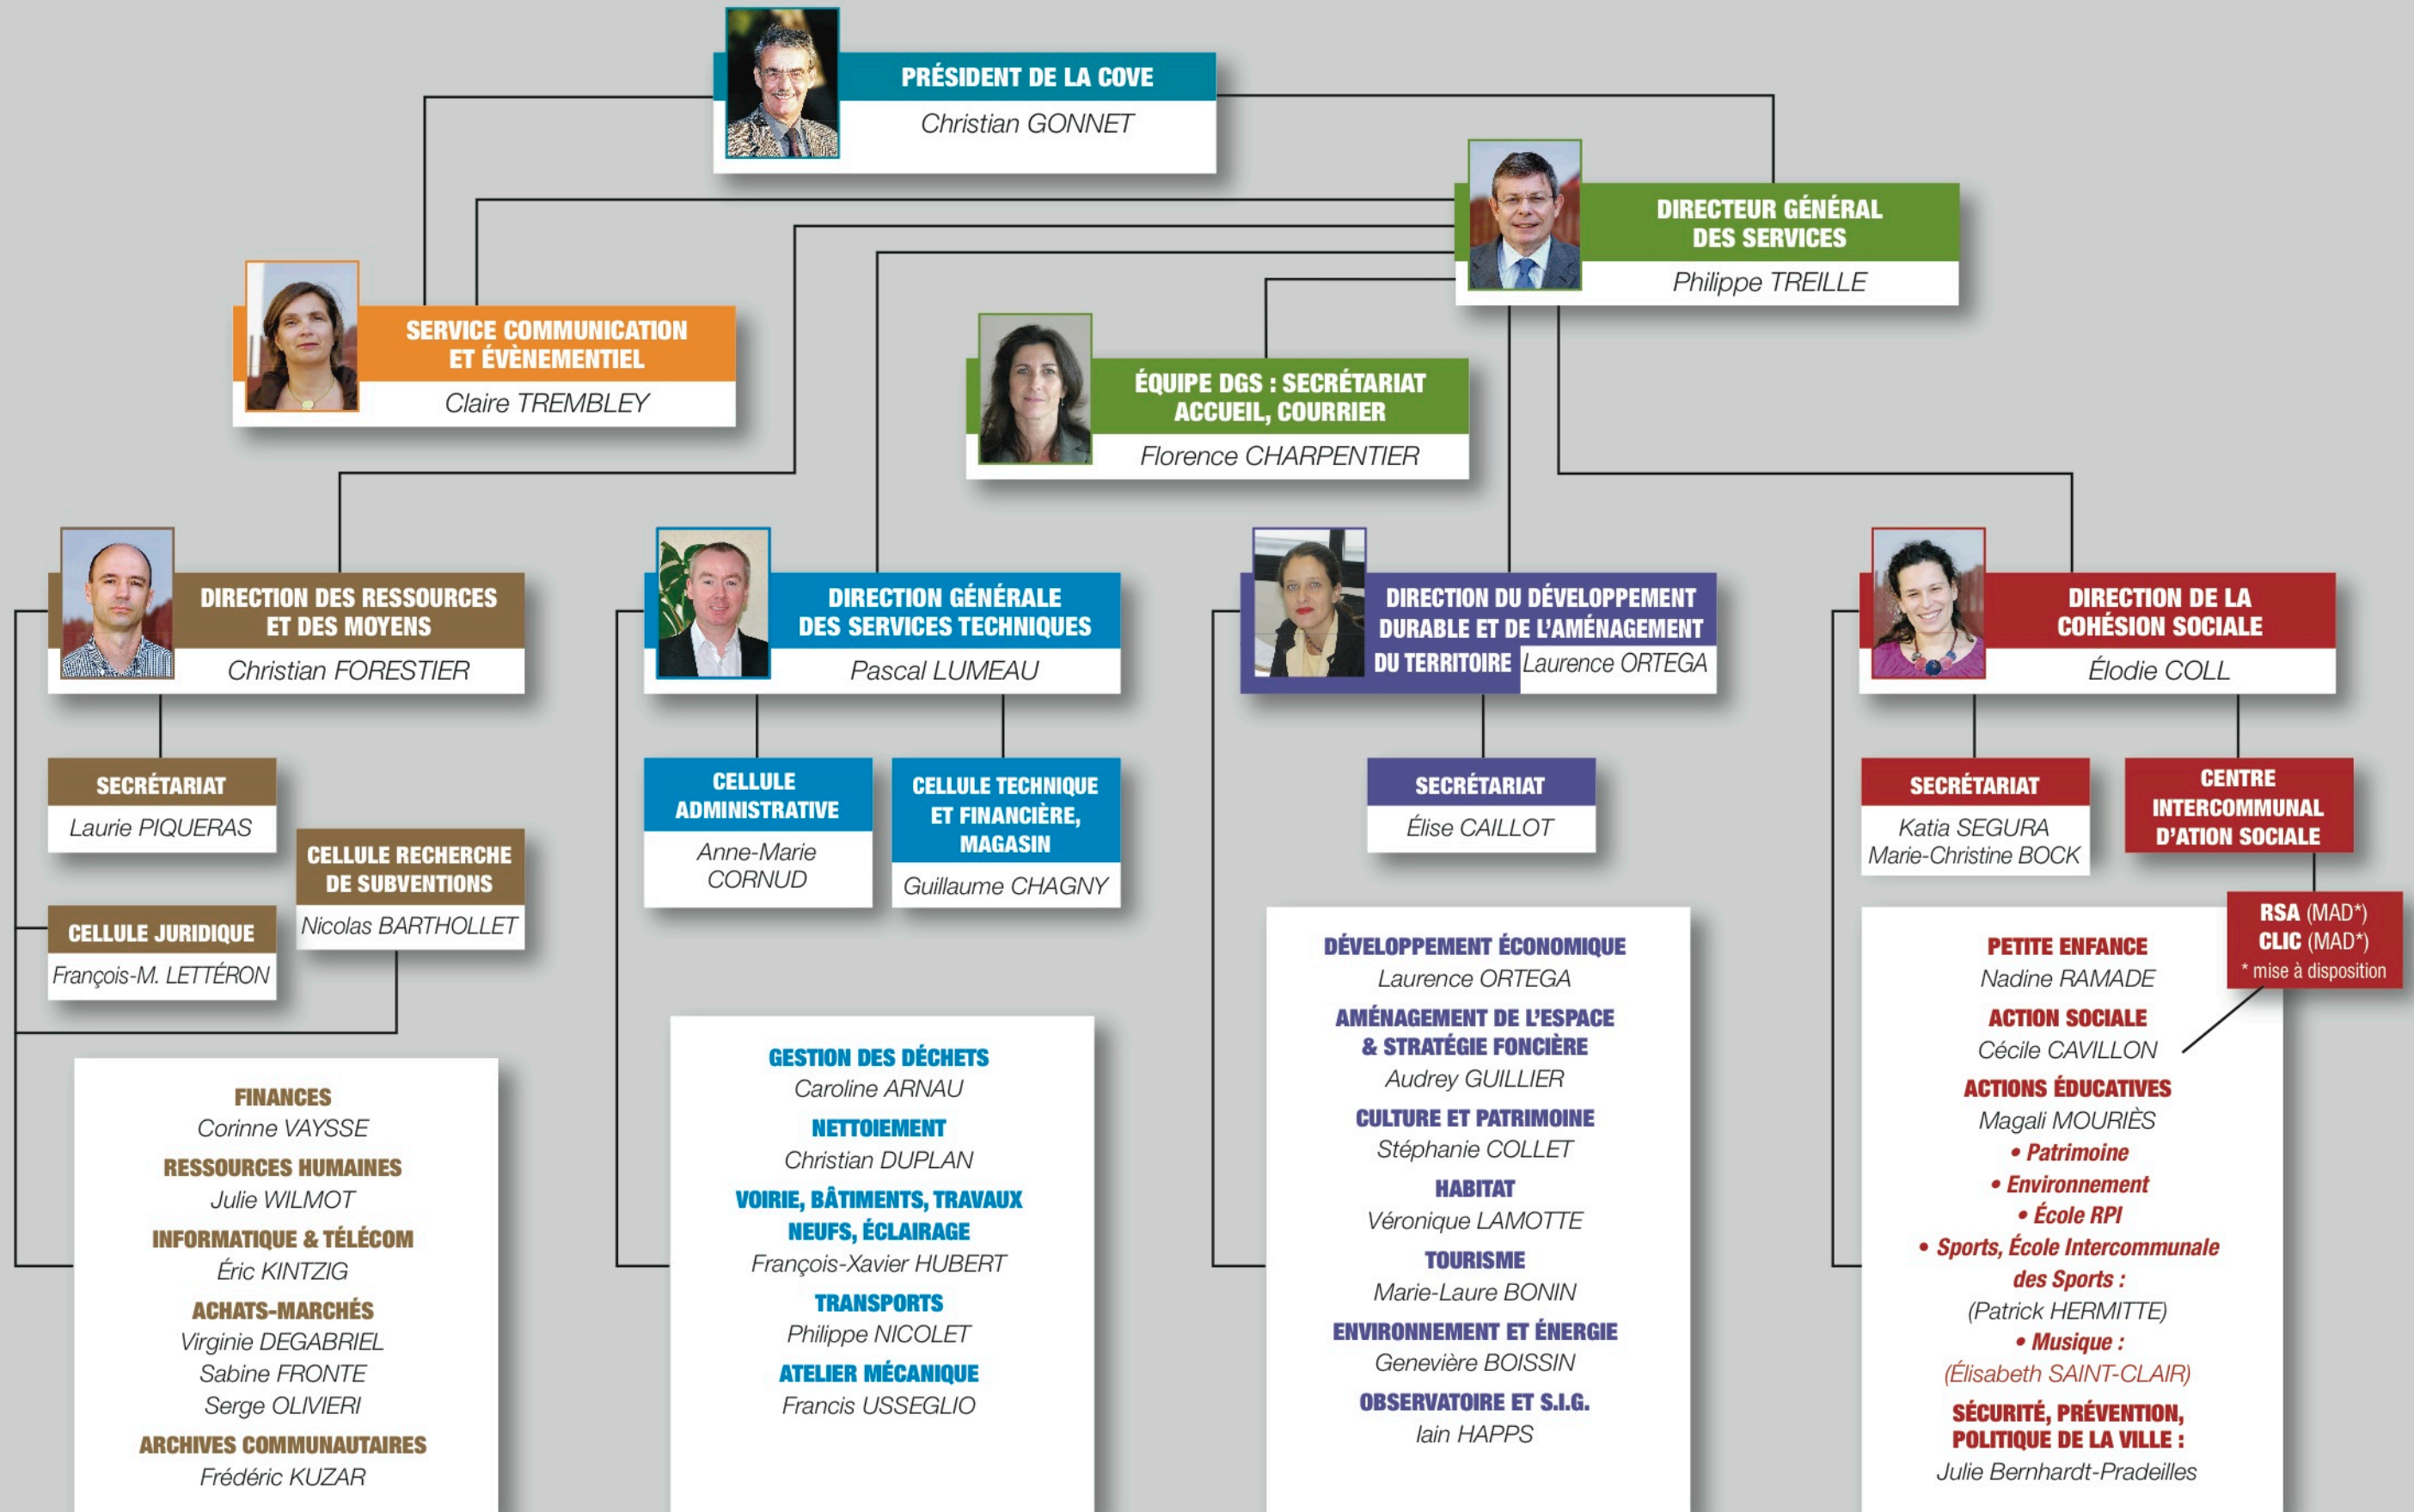 PRÉSIDENT DE LA COVE
Christian GONNET
DIRECTEUR GÉNÉRAL
DES SERVICES
Philippe TREILLE
SERVICE COMMUNICATION
ET ÉVÈNEMENTIEL
Claire TREMBLEY
ÉQUIPE DGS : SECRÉTARIAT
ACCUEIL, COURRIER
Florence CHARPENTIER
DIRECTION DES RESSOURCES
ET DES MOYENS
Christian FORESTIER
SECRÉTARIAT
Laurie PIQUERAS
CELLULE RECHERCHE
DE SUBVENTIONS
Nicolas BARTHOLLET
CELLULE JURIDIQUE
François-M. LETTÉRON
FINANCES
Corinne VAYSSE
RESSOURCES HUMAINES
Julie WILMOT
INFORMATIQUE & TÉLÉCOM
Éric KINTZIG
ACHATS-MARCHÉS
Virginie DEGABRIEL
Sabine FRONTE
Serge OLIVIERI
ARCHIVES COMMUNAUTAIRES
Frédéric KUZAR
DIRECTION GÉNÉRALE
DES SERVICES TECHNIQUES
Pascal LUMEAU
CELLULE
ADMINISTRATIVE
Anne-Marie
CORNUD
CELLULE TECHNIQUE
ET FINANCIÈRE,
MAGASIN
Guillaume CHAGNY
GESTION DES DÉCHETS
Caroline ARNAU
NETTOIEMENT
Christian DUPLAN
VOIRIE, BÂTIMENTS, TRAVAUX
NEUFS, ÉCLAIRAGE
François-Xavier HUBERT
TRANSPORTS
Philippe NICOLET
ATELIER MÉCANIQUE
Francis USSEGLIO
DIRECTION DU DÉVELOPPEMENT
DURABLE ET DE L'AMÉNAGEMENT
DU TERRITOIRE Laurence ORTEGA
SECRÉTARIAT
Élise CAILLOT
DÉVELOPPEMENT ÉCONOMIQUE
Laurence ORTEGA
AMÉNAGEMENT DE L'ESPACE
& STRATÉGIE FONCIÈRE
Audrey GUILLIER
CULTURE ET PATRIMOINE
Stéphanie COLLET
HABITAT
Véronique LAMOTTE
TOURISME
Marie-Laure BONIN
ENVIRONNEMENT ET ÉNERGIE
Genevière BOISSIN
OBSERVATOIRE ET S.I.G.
Iain HAPPS
DIRECTION DE LA
COHÉSION SOCIALE
Élodie COLL
SECRÉTARIAT
Katia SEGURA
Marie-Christine BOCK
CENTRE
INTERCOMMUNAL
D'ATION SOCIALE
RSA (MAD*)
CLIC (MAD*)
* mise à disposition
PETITE ENFANCE
Nadine RAMADE
ACTION SOCIALE
Cécile CAVILLON
ACTIONS ÉDUCATIVES
Magali MOURIÈS
• Patrimoine
• Environnement
• École RPI
• Sports, École Intercommunale
des Sports :
(Patrick HERMITTE)
• Musique :
(Élisabeth SAINT-CLAIR)
SÉCURITÉ, PRÉVENTION,
POLITIQUE DE LA VILLE :
Julie Bernhardt-Pradeilles